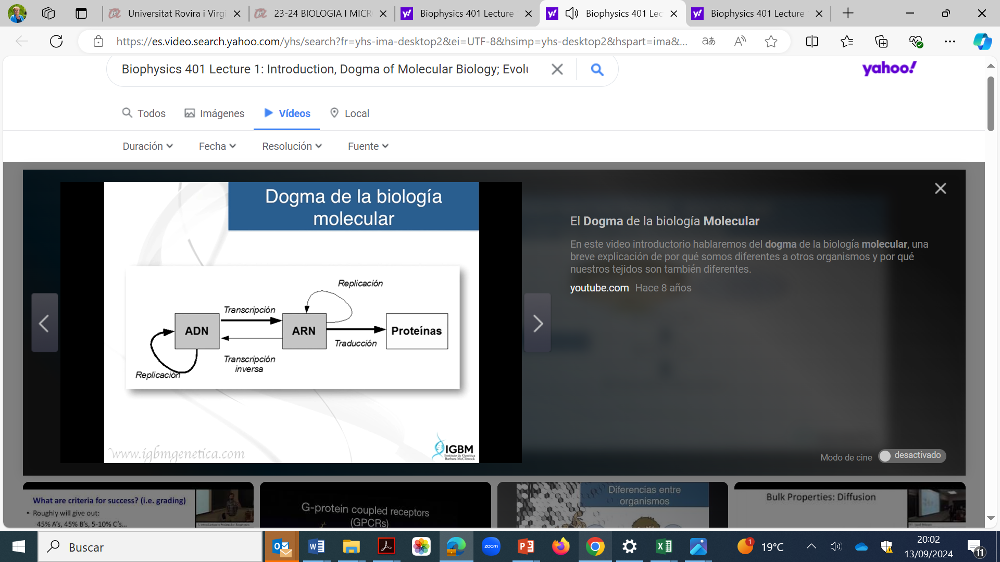 Universitat Rovira i Virgi
23-24 BIOLOGIA I MICR
Biophysics 401 Lecture
Biophysics 401 Lec
Biophysics 401 Lecture
https://es.video.search.yahoo.com/yhs/search?fr=yhs-ima-desktop2&ei=UTF-8&hsimp=yhs-desktop2&hspart=ima&...
Biophysics 401 Lecture 1: Introduction, Dogma of Molecular Biology; Evolu
yahoo!
Todos
Imágenes
Vídeos
Local
Duración
Fecha
Resolución
Fuente
Dogma de la biología
molecular
Replicación
Transcripción
ADN
ARN
Proteínas
Traducción
Transcripción
inversa
Replicación
www.igbmgenetica.com
IGBM
Instituto de Genética
Barbara McClintock
El Dogma de la biología Molecular
En este video introductorio hablaremos del dogma de la biología molecular, una
breve explicación de por qué somos diferentes a otros organismos y por qué
nuestros tejidos son también diferentes.
youtube.com Hace 8 años
Modo de cine
desactivado
What are criteria for success? (i.e. grading)
• Roughly will give out:
45% A's, 45% B's, 5-10% C's...
G-protein coupled receptors
(GPCRs)
Diferencias entre
organismos
Bulk Properties: Diffusion
Buscar
zoom
1
19°C
20:02
13/09/2024
11